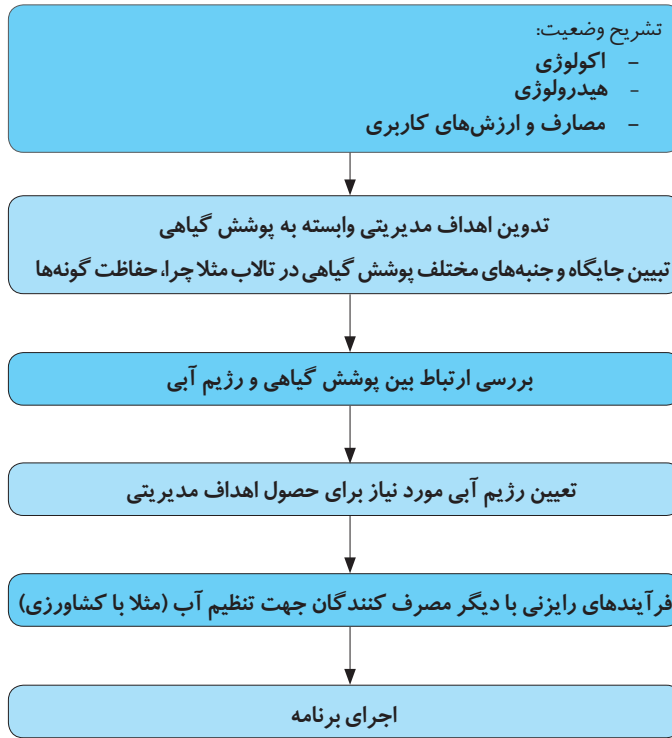 تشریح وضعیت:
- اکولوژی
- هیدرولوژی
- مصارف و ارزش‌های کاربری
تدوین اهداف مدیریتی وابسته به پوشش گیاهی
تبیین جایگاه و جنبه‌های مختلف پوشش گیاهی در تالاب مثلا چرا، حفاظت گونه‌ها
بررسی ارتباط بین پوشش گیاهی و رژیم آبی
تعیین رژیم آبی مورد نیاز برای حصول اهداف مدیریتی
فرآیندهای رایزنی با دیگر مصرف کنندگان جهت تنظیم آب (مثلا با کشاورزی)
اجرای برنامه